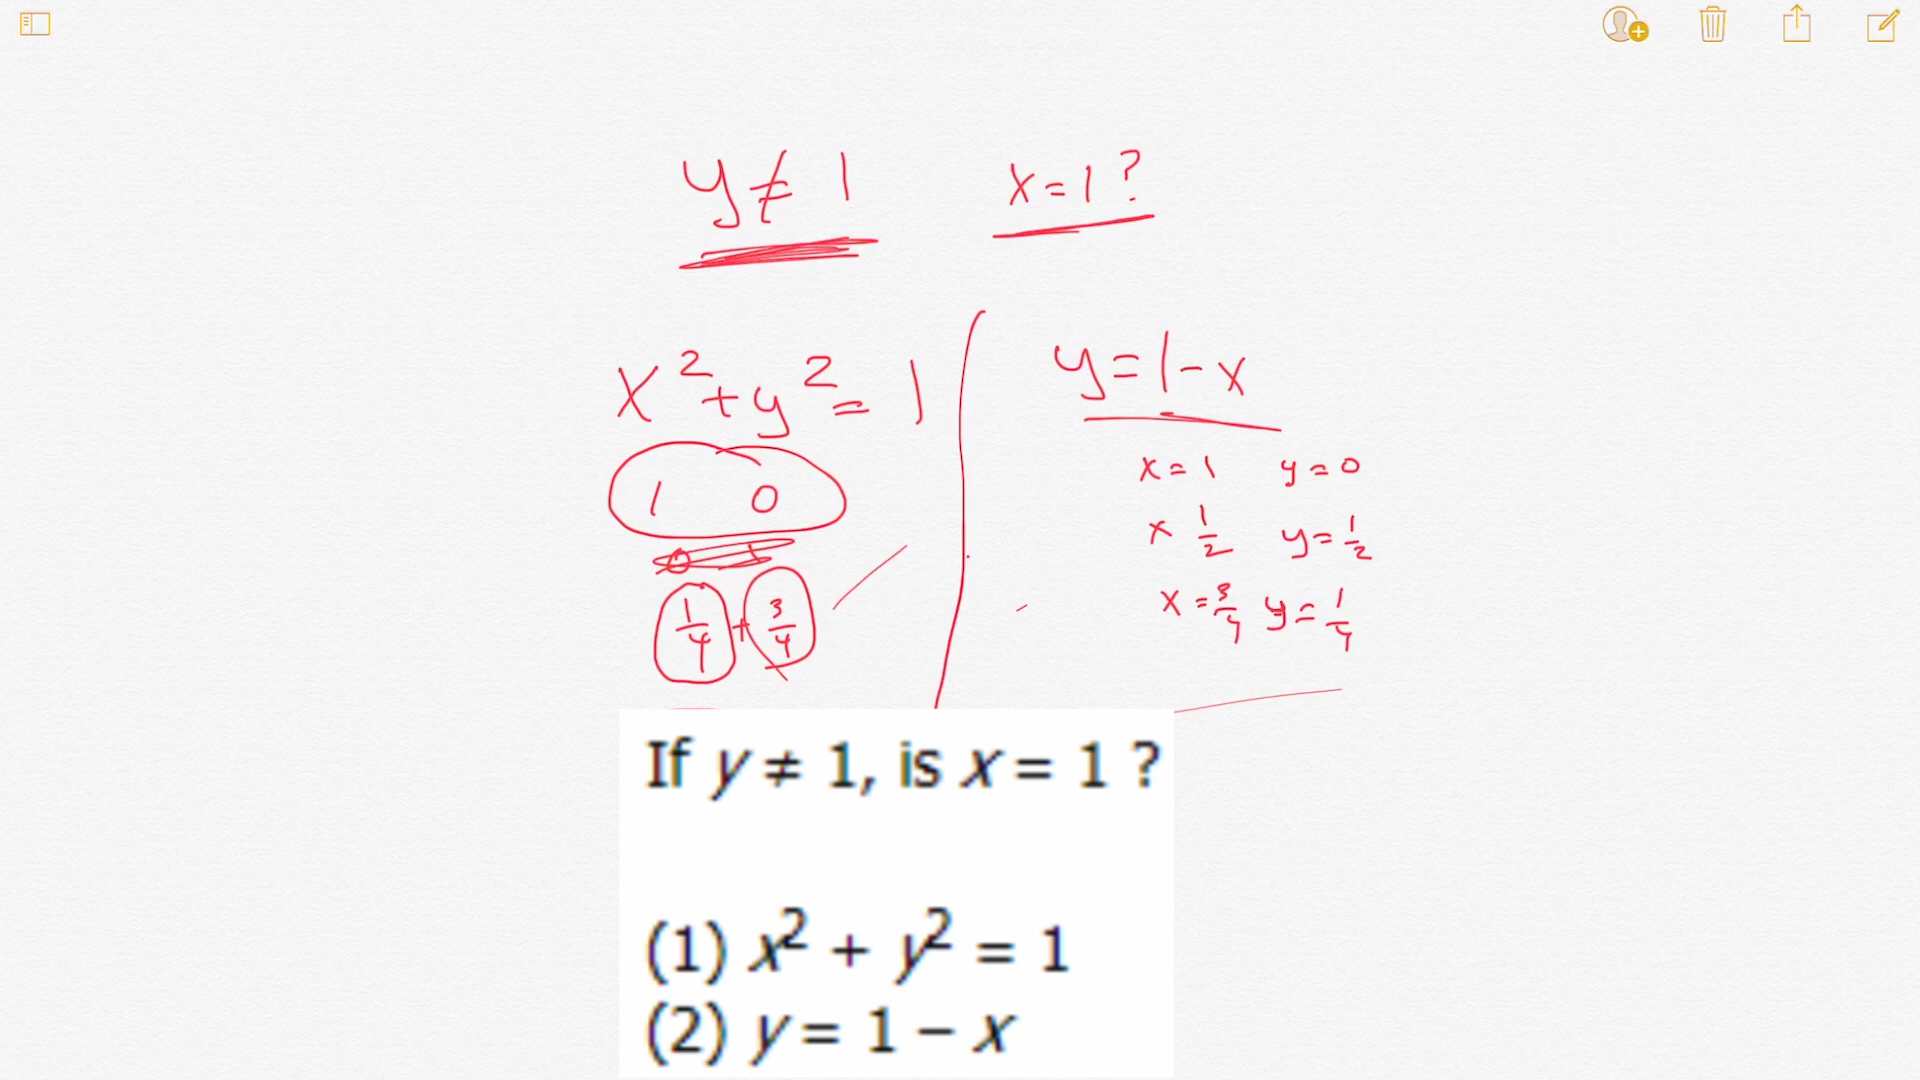 y ≠ 1 x = 1 ?
x² + y² = 1
1 0
1/4 + 3/4
y = 1 - x
x = 1 y = 0
x 1/2 y = 1/2
x = 3/4 y = 1/4
If y ≠ 1, is x = 1 ?
(1) x² + y² = 1
(2) y = 1 − x